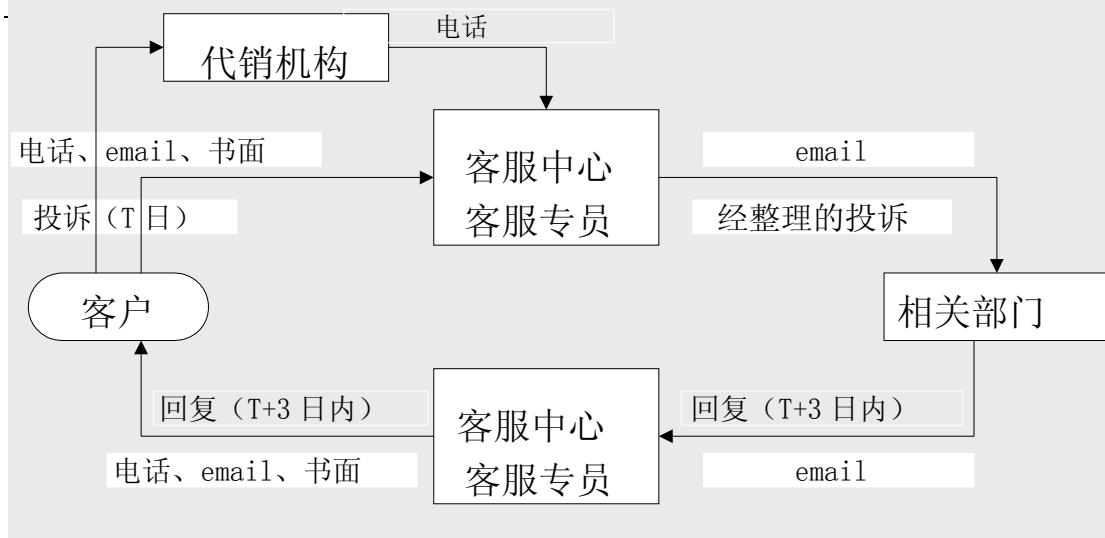 电话
代销机构
电话、email、书面
客服中心
客服专员
email
投诉（T 日）
经整理的投诉
客户
相关部门
回复（T+3 日内）
客服中心
客服专员
回复（T+3 日内）
电话、email、书面
email